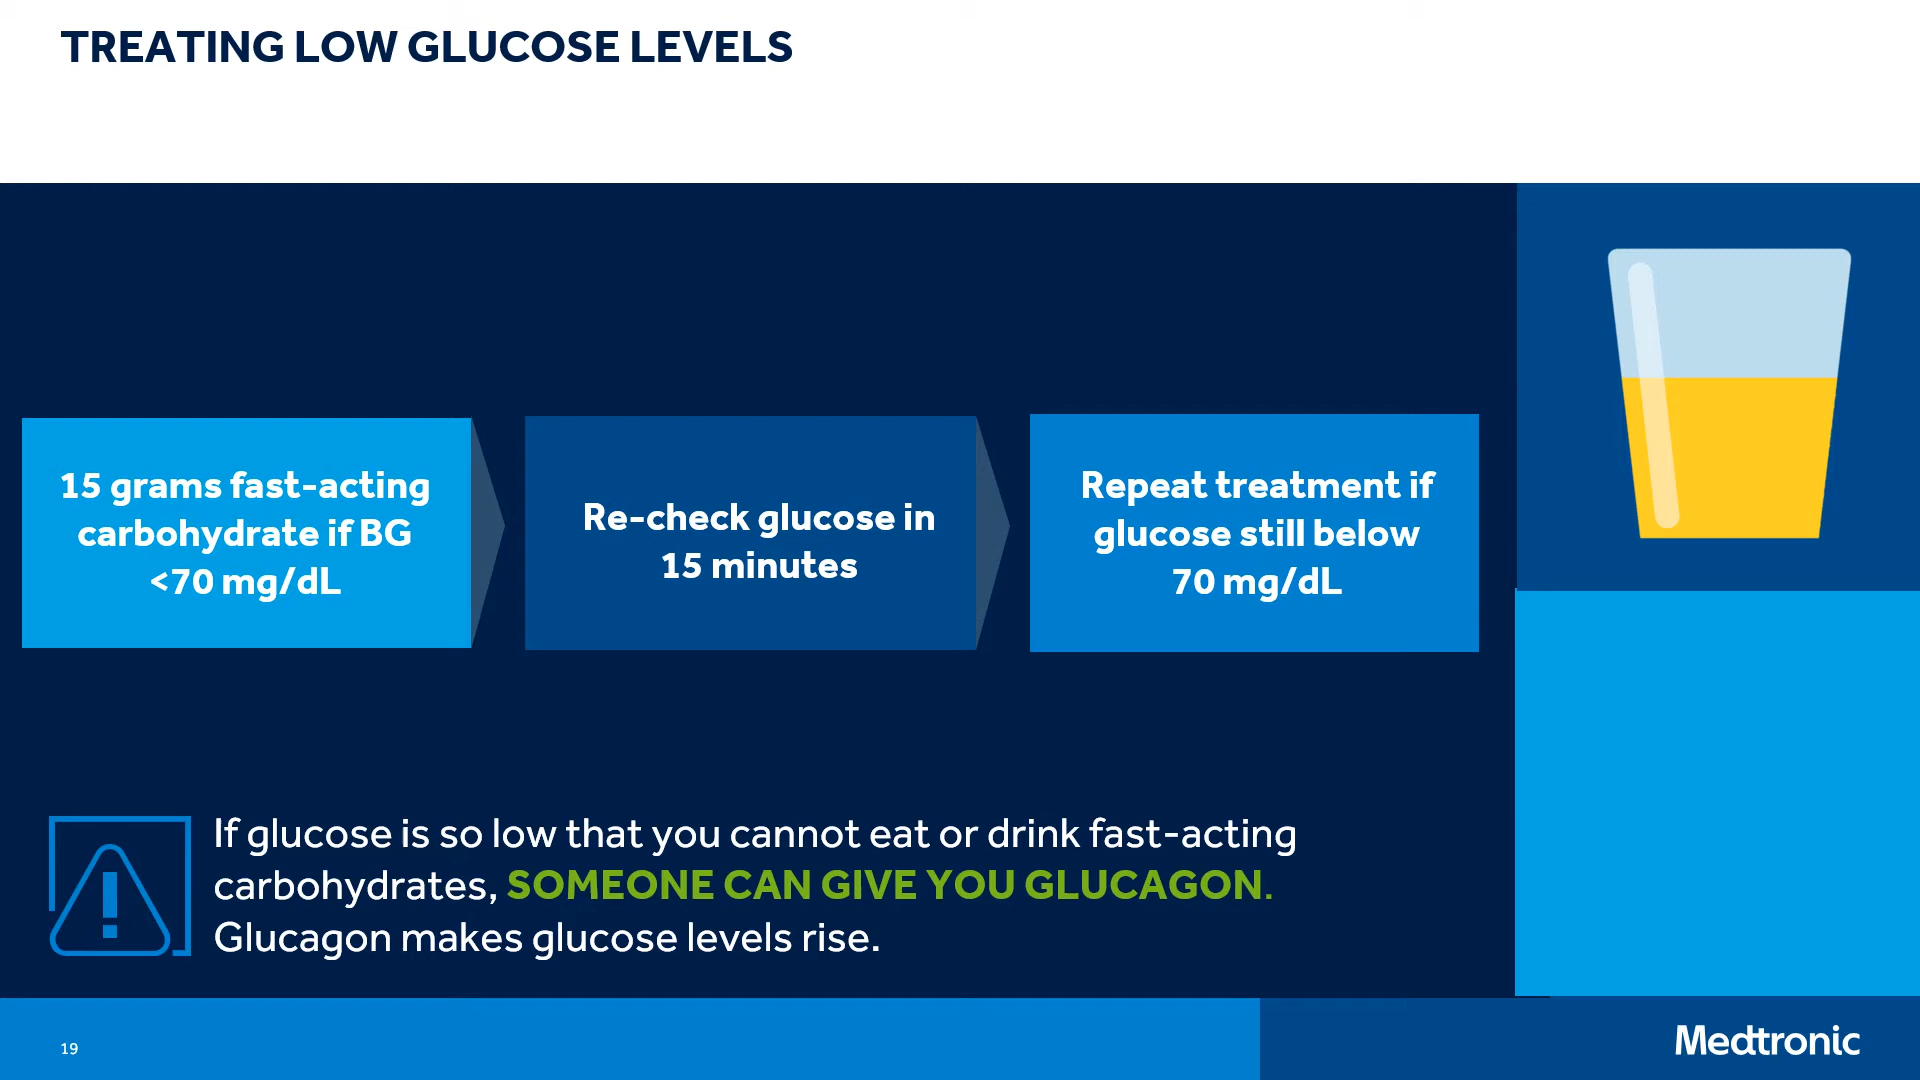 TREATING LOW GLUCOSE LEVELS
15 grams fast-acting
carbohydrate if BG
<70 mg/dL
Re-check glucose in
15 minutes
Repeat treatment if
glucose still below
70 mg/dL
If glucose is so low that you cannot eat or drink fast-acting
carbohydrates, SOMEONE CAN GIVE YOU GLUCAGON.
Glucagon makes glucose levels rise.
19
Medtronic